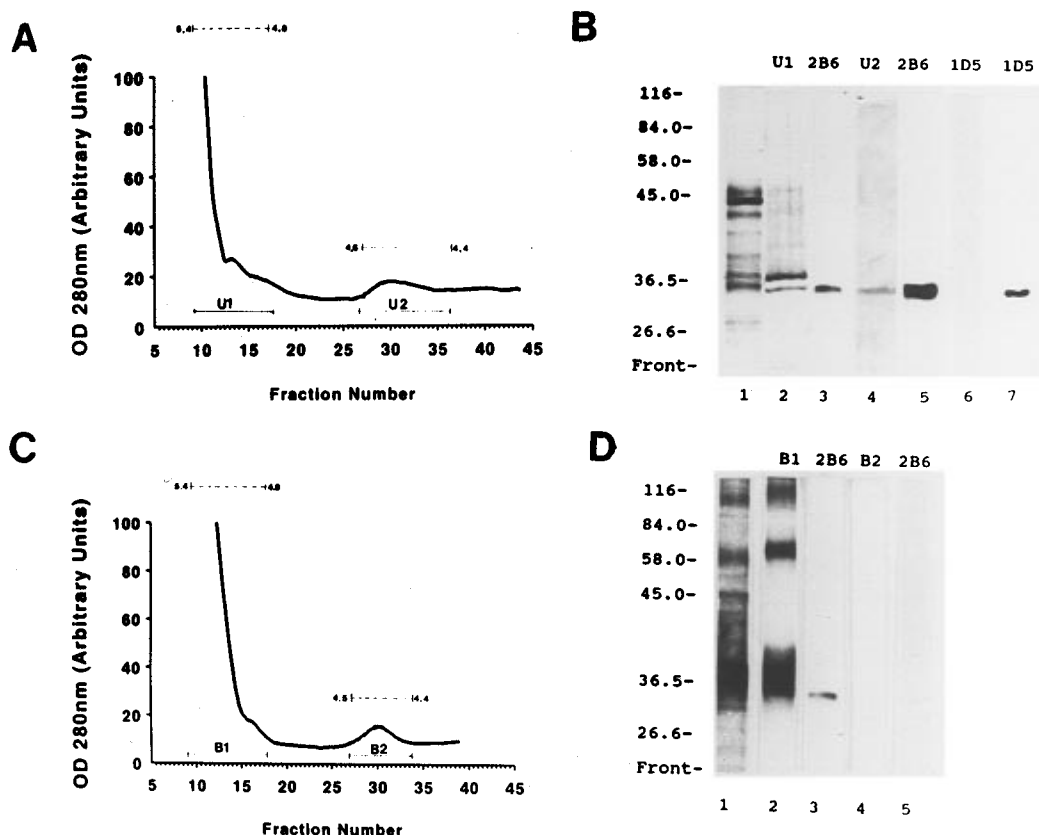 A
5.4 4.8
100
80
60
40
20
0
OD 280nm (Arbitrary Units)
4.6 4.4
U1 U2
5 10 15 20 25 30 35 40 45
Fraction Number
B
U1 2B6 U2 2B6 1D5 1D5
116-
84.0-
58.0-
45.0-
36.5-
26.6-
Front-
1 2 3 4 5 6 7
C
5.4 4.8
100
80
60
40
20
0
OD 280nm (Arbitrary Units)
4.6 4.4
B1 B2
5 10 15 20 25 30 35 40 45
Fraction Number
D
B1 2B6 B2 2B6
116-
84.0-
58.0-
45.0-
36.5-
26.6-
Front-
1 2 3 4 5